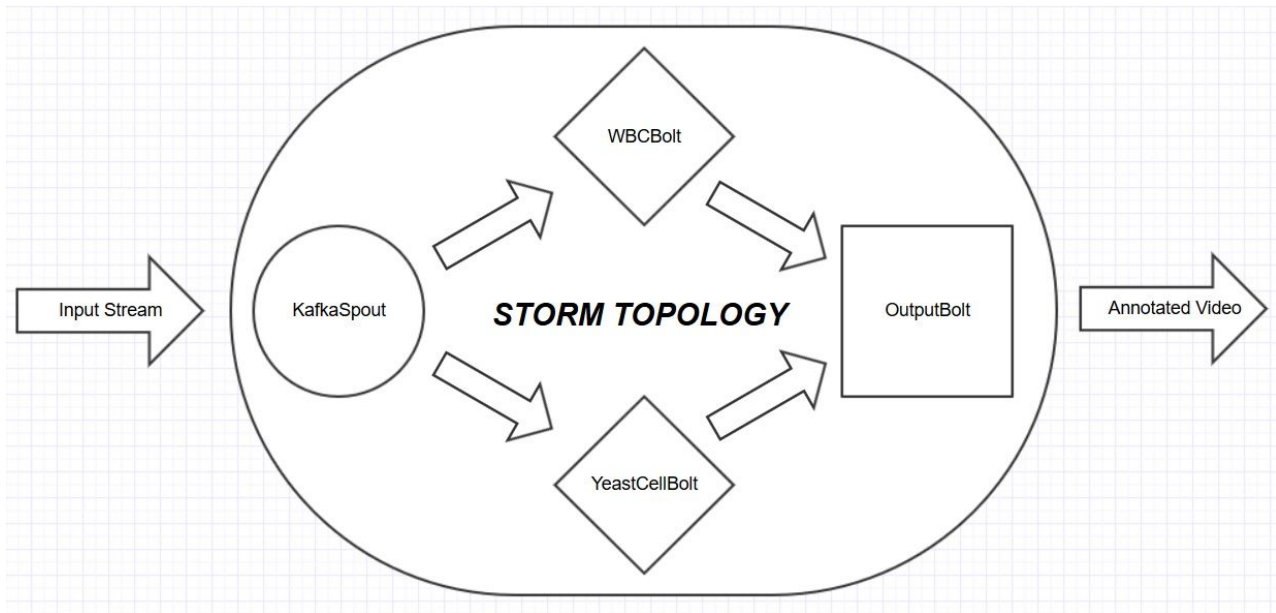 WBCBolt
Input Stream
KafkaSpout
STORM TOPOLOGY
OutputBolt
Annotated Video
YeastCellBolt